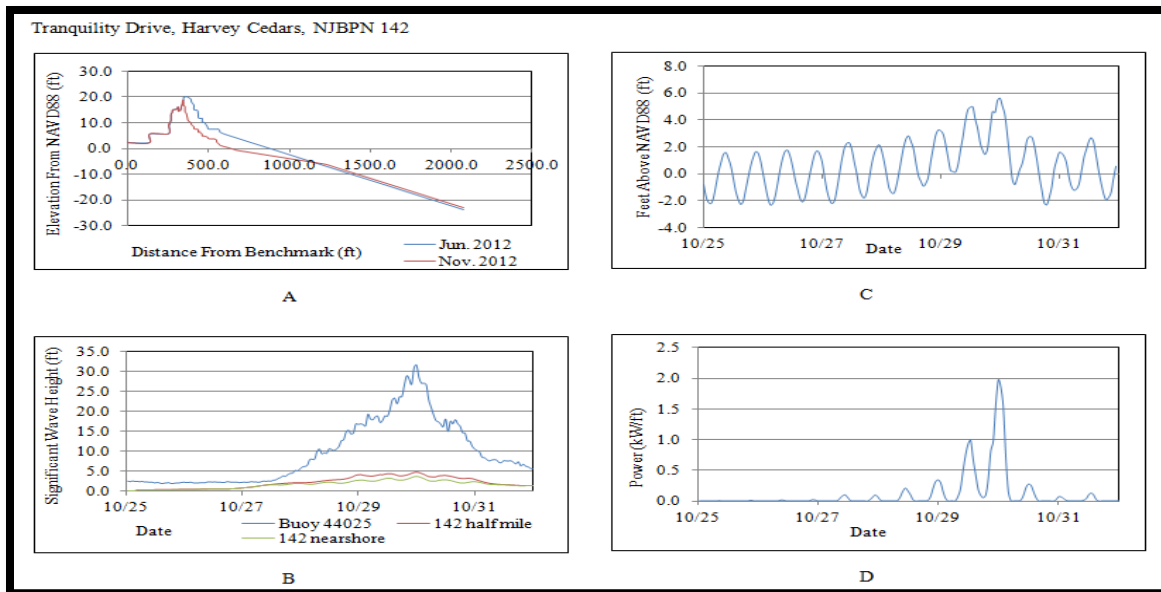 Tranquility Drive, Harvey Cedars, NJBPN 142
Elevation From NAVD88 (ft)
30.0
20.0
10.0
0.0
-10.0
-20.0
-30.0
0.0 500.0 1000.0 1500.0 2000.0 2500.0
Distance From Benchmark (ft)
Jun. 2012
Nov. 2012
A
Feet Above NAVD88 (ft)
8.0
6.0
4.0
2.0
0.0
-2.0
-4.0
10/25 10/27 10/29 10/31
Date
C
Significant Wave Height (ft)
35.0
30.0
25.0
20.0
15.0
10.0
5.0
0.0
10/25 10/27 10/29 10/31
Date
Buoy 44025
142 half mile
142 nearshore
B
Power (kW/ft)
2.5
2.0
1.5
1.0
0.5
0.0
10/25 10/27 10/29 10/31
Date
D